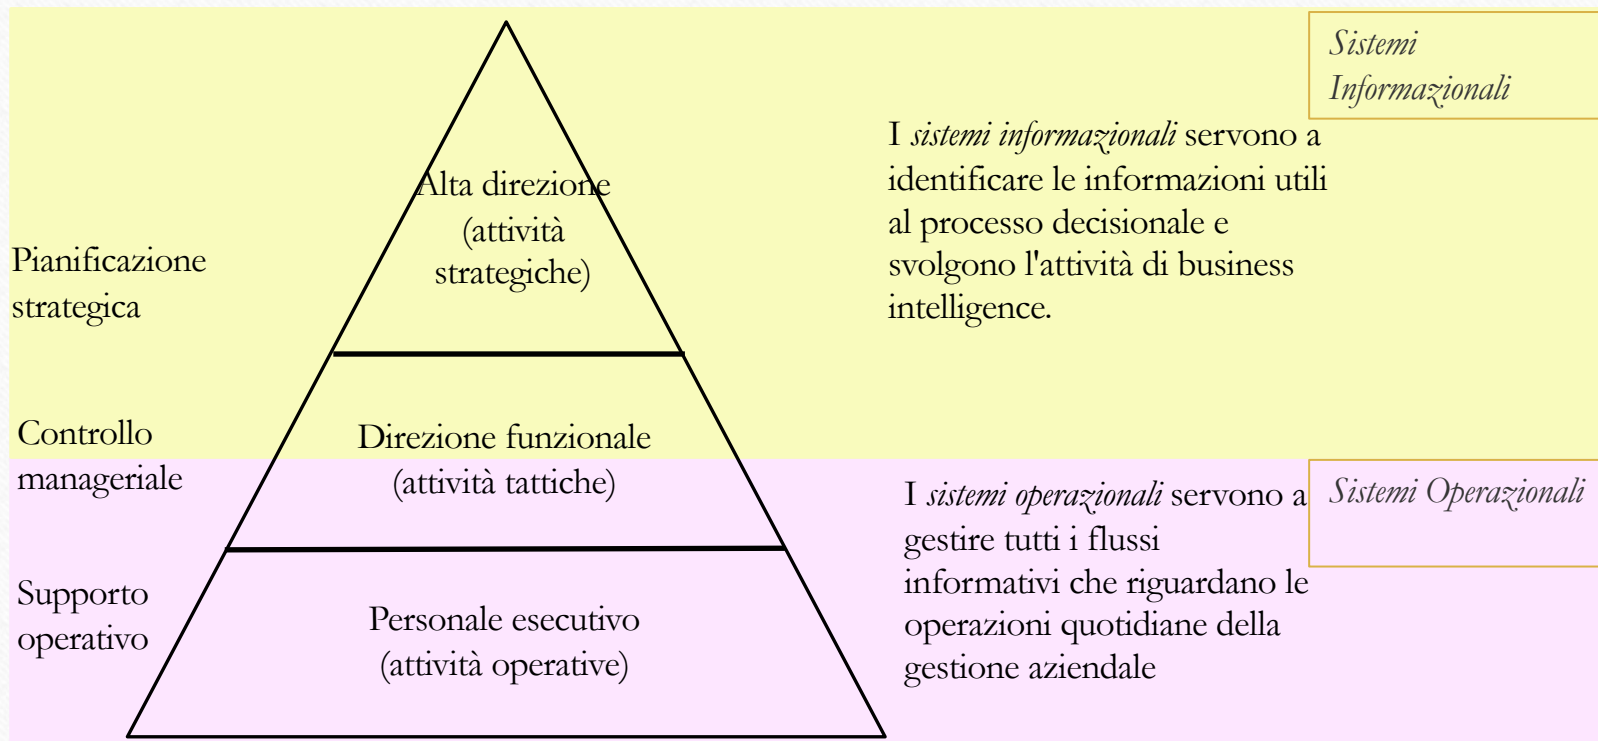 Sistemi
Informazionali
I sistemi informazionali servono a
identificare le informazioni utili
al processo decisionale e
svolgono l'attività di business
intelligence.
Alta direzione
(attività
strategiche)
Pianificazione
strategica
Controllo
manageriale
Direzione funzionale
(attività tattiche)
I sistemi operazionali servono a
gestire tutti i flussi
informativi che riguardano le
operazioni quotidiane della
gestione aziendale
Sistemi Operazionali
Supporto
operativo
Personale esecutivo
(attività operative)